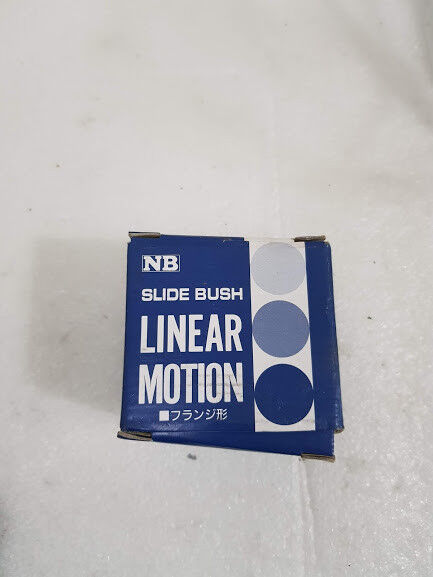 NB
SLIDE BUSH
LINEAR
MOTION
■フランジ形